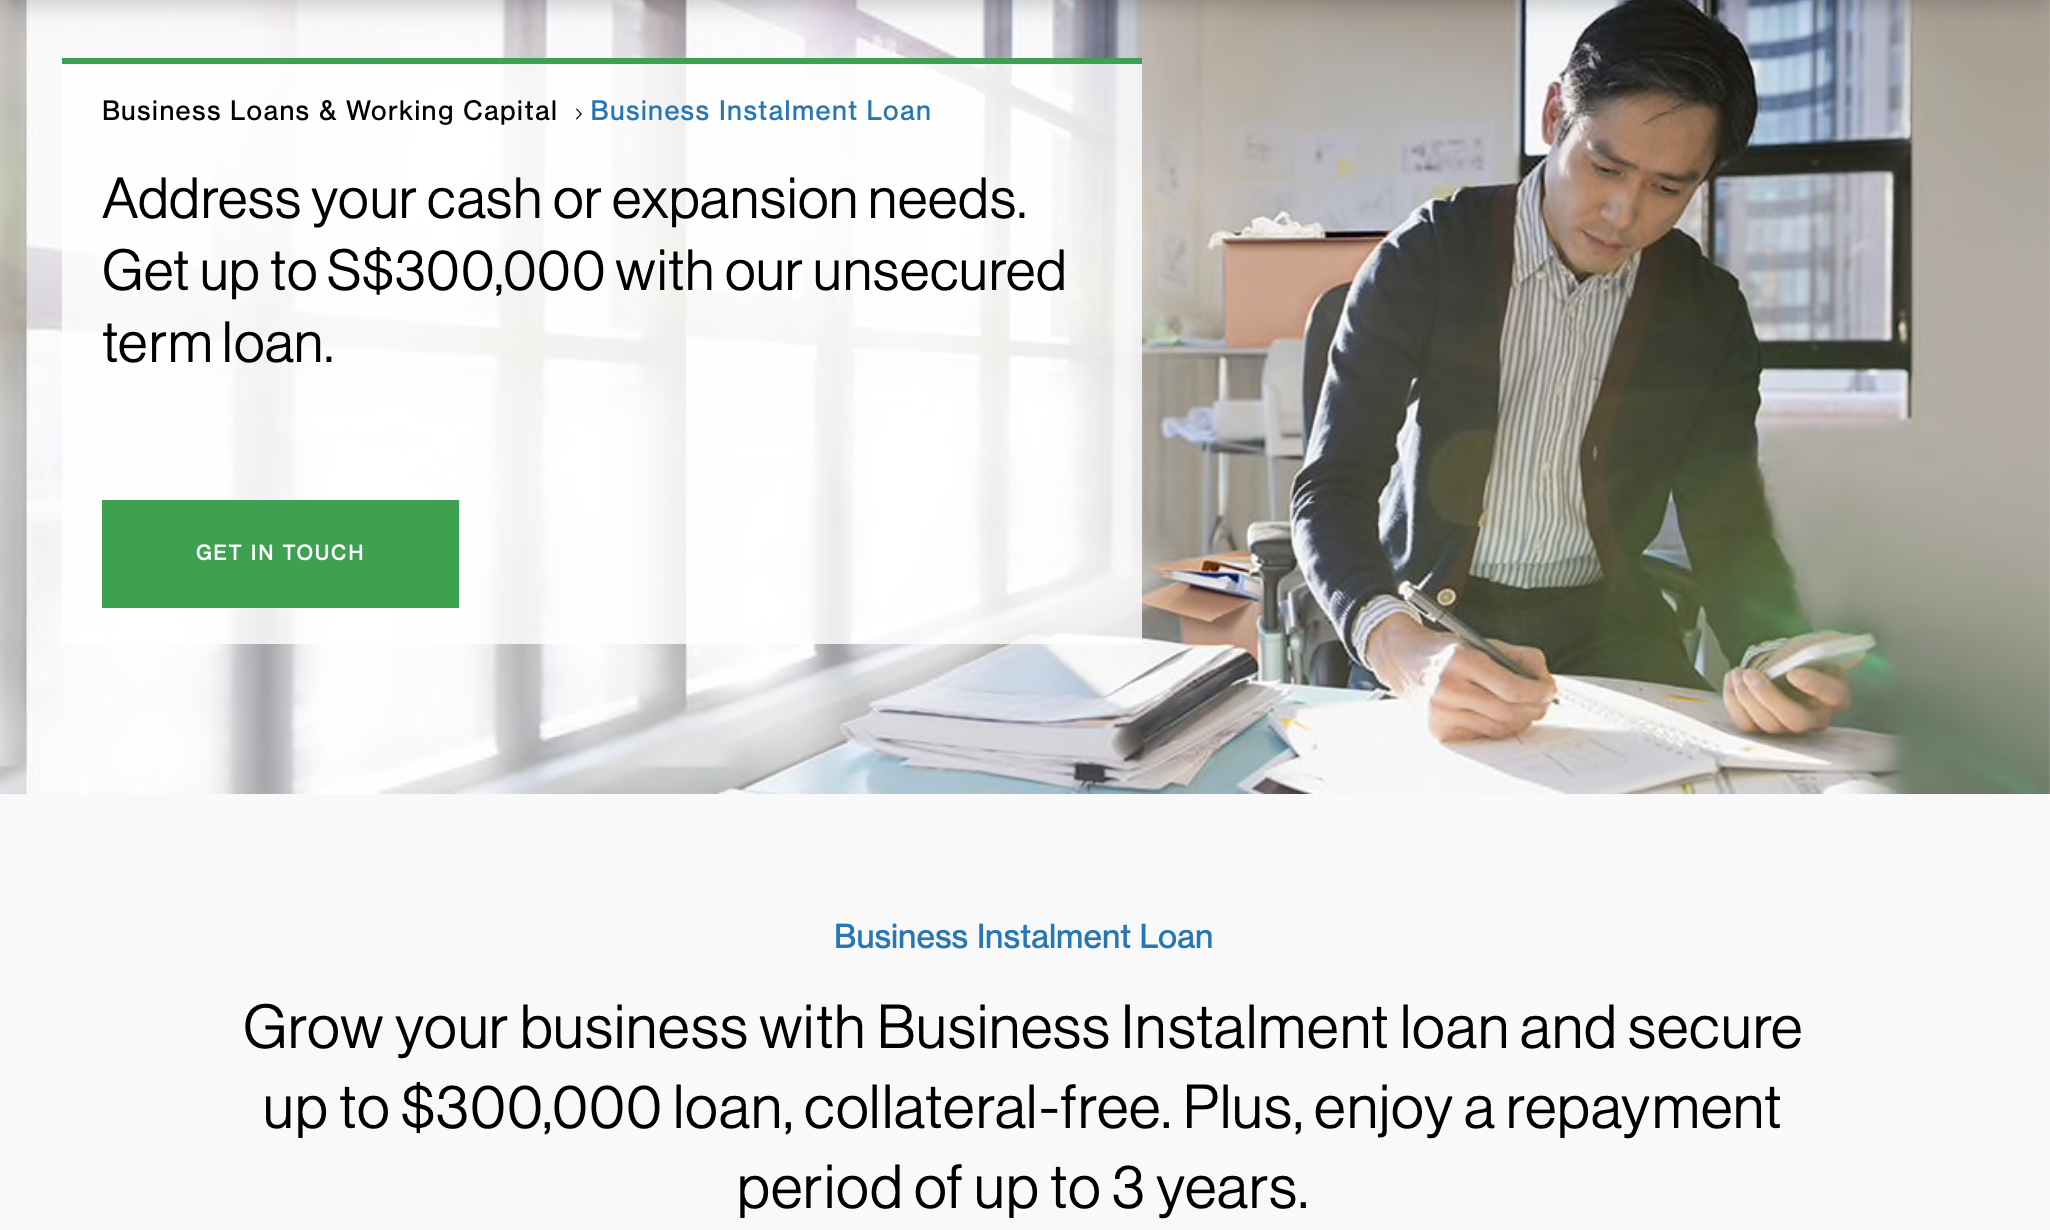 Business Loans & Working Capital › Business Instalment Loan
Address your cash or expansion needs.
Get up to S$300,000 with our unsecured
term loan.
GET IN TOUCH
Business Instalment Loan
Grow your business with Business Instalment loan and secure
up to $300,000 loan, collateral-free. Plus, enjoy a repayment
period of up to 3 years.